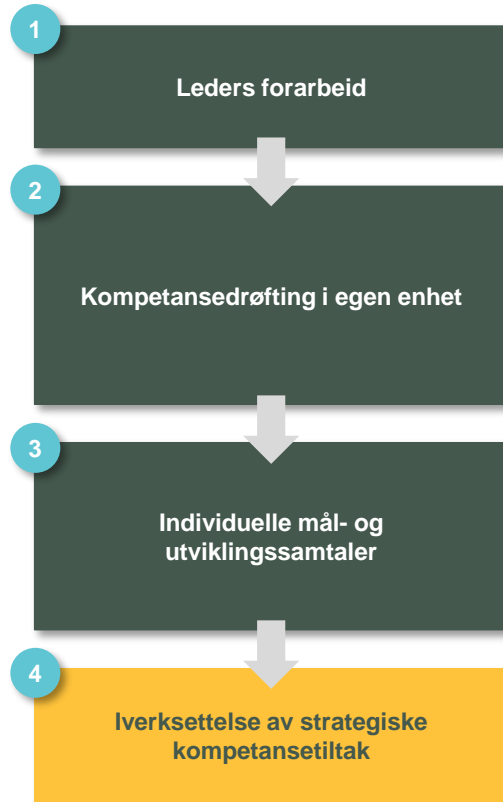 1
Leders forarbeid
2
Kompetansedrøfting i egen enhet
3
Individuelle mål- og
utviklingssamtaler
4
Iverksettelse av strategiske
kompetansetiltak